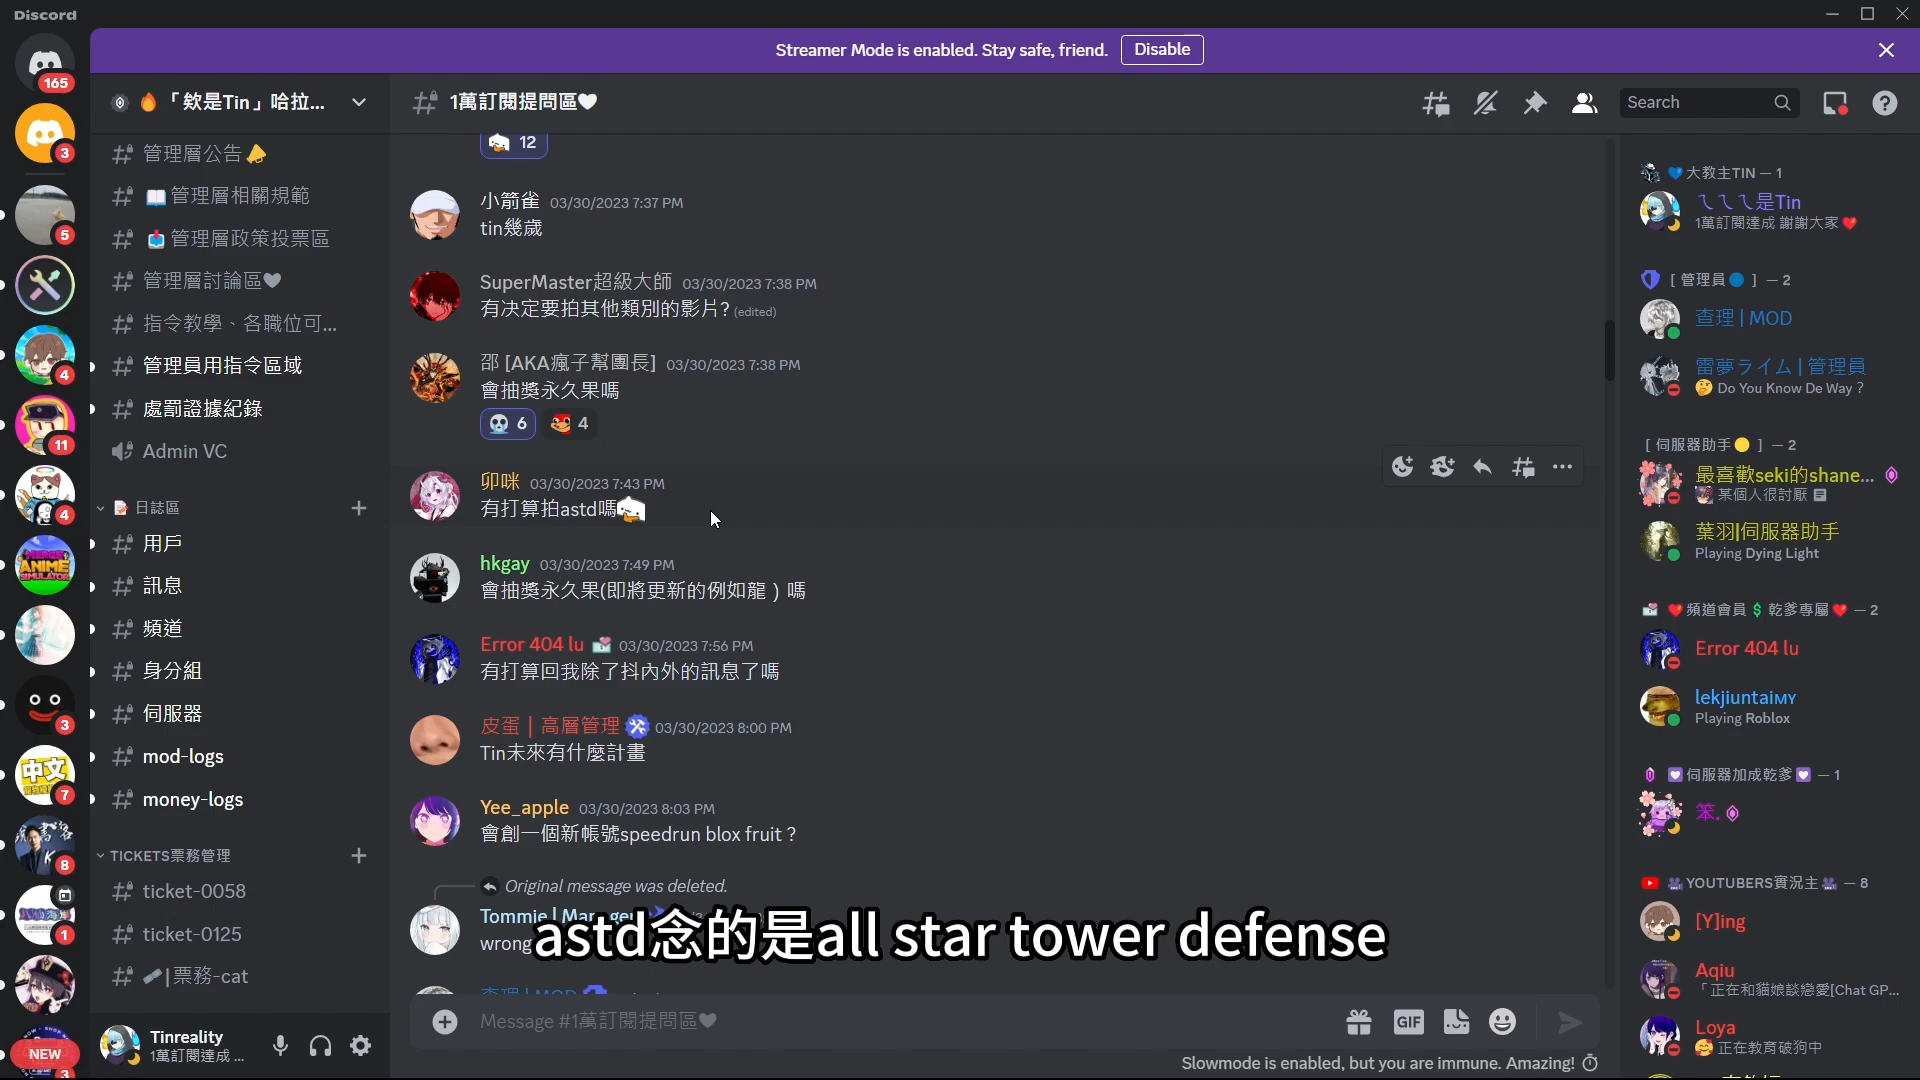 Discord
Streamer Mode is enabled. Stay safe, friend.
Disable
165
3
5
4
11
4
3
7
8
1
NEW
3
「欸是Tin」哈拉...
管理層公告
管理層相關規範
管理層政策投票區
管理層討論區
指令教學、各職位可...
管理員用指令區域
處罰證據紀錄
Admin VC
日誌區
用戶
訊息
頻道
身分組
伺服器
mod-logs
money-logs
TICKETS票務管理
ticket-0058
ticket-0125
|票務-cat
Tinreality
1萬訂閱達成 ...
1萬訂閱提問區
Search
12
小箭雀 03/30/2023 7:37 PM
tin幾歲
SuperMaster超級大師 03/30/2023 7:38 PM
有決定要拍其他類別的影片? (edited)
邵 [AKA瘋子幫團長] 03/30/2023 7:38 PM
會抽獎永久果嗎
6
4
卯咪 03/30/2023 7:43 PM
有打算拍astd嗎
hkgay 03/30/2023 7:49 PM
會抽獎永久果(即將更新的例如龍 ) 嗎
Error 404 lu 03/30/2023 7:56 PM
有打算回我除了抖內外的訊息了嗎
皮蛋 | 高層管理 03/30/2023 8:00 PM
Tin未來有什麼計畫
Yee_apple 03/30/2023 8:03 PM
會創一個新帳號speedrun blox fruit ?
Original message was deleted.
Tommie | Manager
wrong
astd念的是all star tower defense
查理 | MOD
Message #1萬訂閱提問區
GIF
Slowmode is enabled, but you are immune. Amazing!
大教主TIN — 1
ㄟㄟㄟ是Tin
1萬訂閱達成 謝謝大家
[ 管理員 ] — 2
查理 | MOD
雷夢ライム | 管理員
Do You Know De Way ?
[ 伺服器助手 ] — 2
最喜歡seki的shane...
某個人很討厭
葉羽|伺服器助手
Playing Dying Light
頻道會員 $ 乾爹專屬 — 2
Error 404 lu
lekjiuntaiᴍʏ
Playing Roblox
伺服器加成乾爹 — 1
笨.
YOUTUBERS實況主 — 8
[Y]ing
Aqiu
「正在和貓娘談戀愛[Chat GP...
Loya
正在教育破狗中